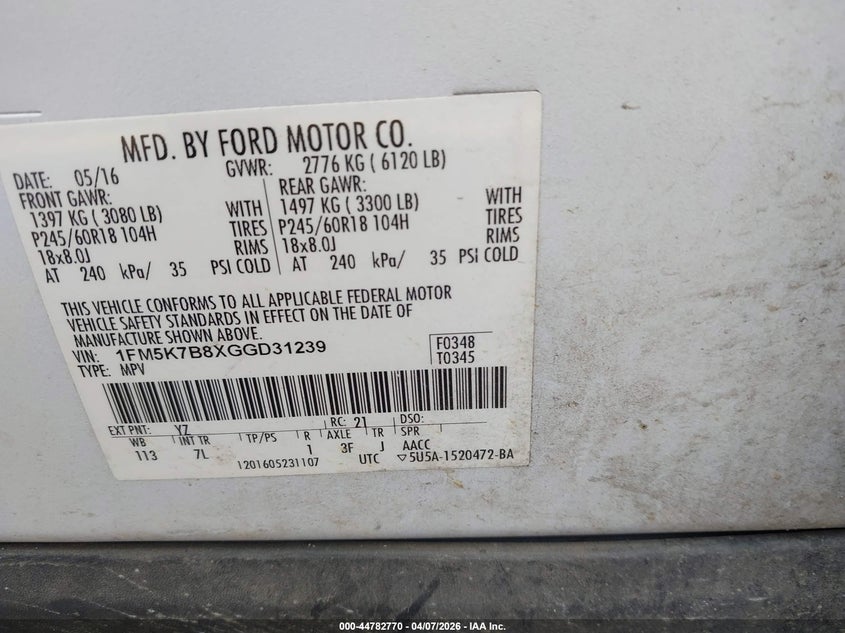 MFD. BY FORD MOTOR CO.
DATE: 05/16 GVWR: 2776 KG ( 6120 LB)
FRONT GAWR: REAR GAWR:
1397 KG ( 3080 LB) WITH 1497 KG ( 3300 LB) WITH
P245/60R18 104H TIRES P245/60R18 104H TIRES
18x8.0J RIMS 18x8.0J RIMS
AT 240 kPa/ 35 PSI COLD AT 240 kPa/ 35 PSI COLD
THIS VEHICLE CONFORMS TO ALL APPLICABLE FEDERAL MOTOR
VEHICLE SAFETY STANDARDS IN EFFECT ON THE DATE OF
MANUFACTURE SHOWN ABOVE.
VIN: 1FM5K7B8XGGD31239 F0348
TYPE: MPV T0345
EXT PNT: YZ RC: 21 DSO:
WB INT TR TP/PS R AXLE TR SPR
113 7L 1 3F J AACC
1201605231107 UTC ▽5U5A-1520472-BA
000-44782770 | 04/07/2026 | IAA Inc.